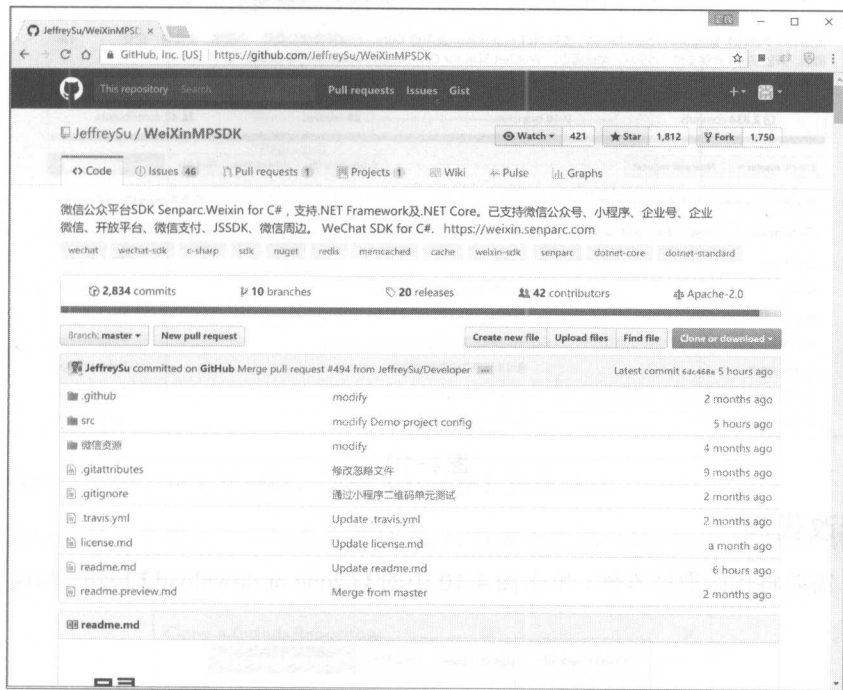 JeffreySu/WeiXinMPSD
GitHub, Inc. [US] https://github.com/JeffreySu/WeiXinMPSDK
This repository Search Pull requests Issues Gist
JeffreySu / WeiXinMPSDK Watch 421 Star 1,812 Fork 1,750
Code Issues 46 Pull requests 1 Projects 1 Wiki Pulse Graphs
微信公众平台SDK Senparc.Weixin for C#，支持.NET Framework及.NET Core。已支持微信公众号、小程序、企业号、企业
微信、开放平台、微信支付、JSSDK、微信周边。 WeChat SDK for C#. https://weixin.senparc.com
wechat wechat-sdk c-sharp sdk nuget redis memcached cache weixin-sdk senparc dotnet-core dotnet-standard
2,834 commits 10 branches 20 releases 42 contributors Apache-2.0
Branch: master New pull request Create new file Upload files Find file Clone or download
JeffreySu committed on GitHub Merge pull request #494 from JeffreySu/Developer Latest commit 6dc468e 5 hours ago
.github modify 2 months ago
src modify Demo project config 5 hours ago
微信资源 modify 4 months ago
.gitattributes 修改忽略文件 9 months ago
.gitignore 通过小程序二维码单元测试 2 months ago
.travis.yml Update .travis.yml 2 months ago
license.md Update license.md a month ago
readme.md Update readme.md 6 hours ago
readme.preview.md Merge from master 2 months ago
readme.md